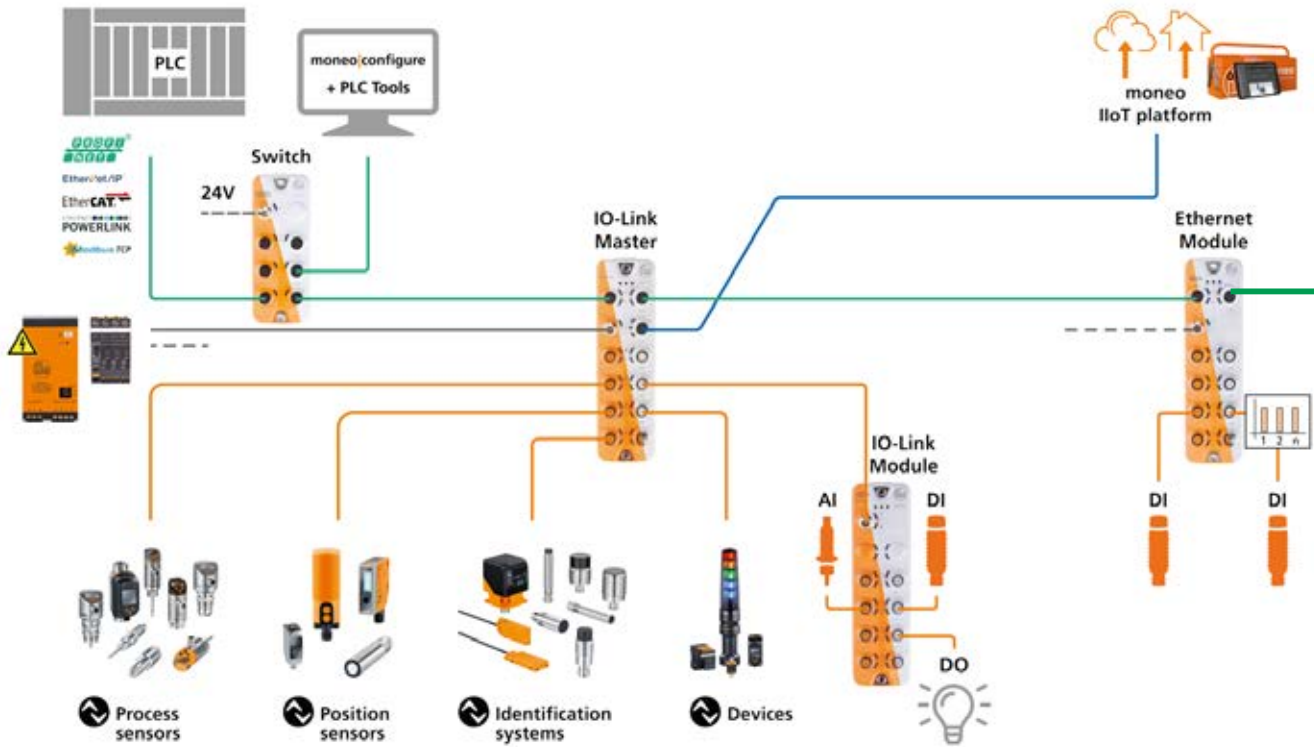 PLC
moneo|configure
+ PLC Tools
moneo
IIoT platform
PROFI
NET®
EtherNet/IP
EtherCAT
POWERLINK
Modbus TCP
Switch
24V
IO-Link
Master
Ethernet
Module
IO-Link
Module
1 2 n
AI
DI
DI
DI
DO
Process
sensors
Position
sensors
Identification
systems
Devices